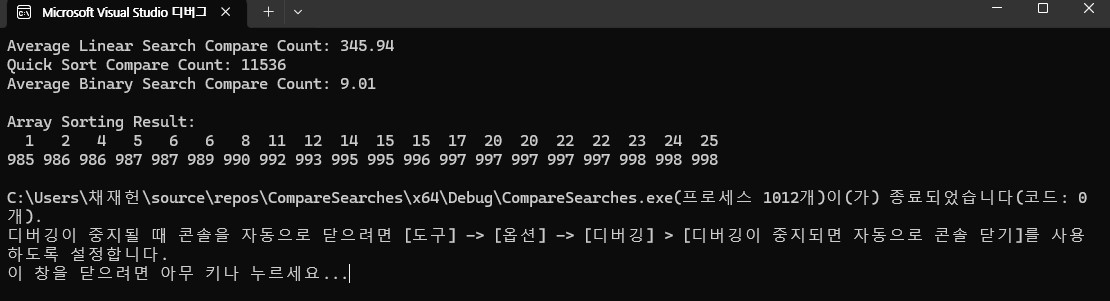 Microsoft Visual Studio 디버그
Average Linear Search Compare Count: 345.94
Quick Sort Compare Count: 11536
Average Binary Search Compare Count: 9.01
Array Sorting Result:
1 2 4 5 6 6 8 11 12 14 15 15 17 20 20 22 22 23 24 25
985 986 986 987 987 989 990 992 993 995 995 996 997 997 997 997 997 998 998 998
C:\Users\채재헌\source\repos\CompareSearches\x64\Debug\CompareSearches.exe(프로세스 1012개)이(가) 종료되었습니다(코드: 0
개).
디버깅이 중지될 때 콘솔을 자동으로 닫으려면 [도구] -> [옵션] -> [디버깅] > [디버깅이 중지되면 자동으로 콘솔 닫기]를 사용
하도록 설정합니다.
이 창을 닫으려면 아무 키나 누르세요...